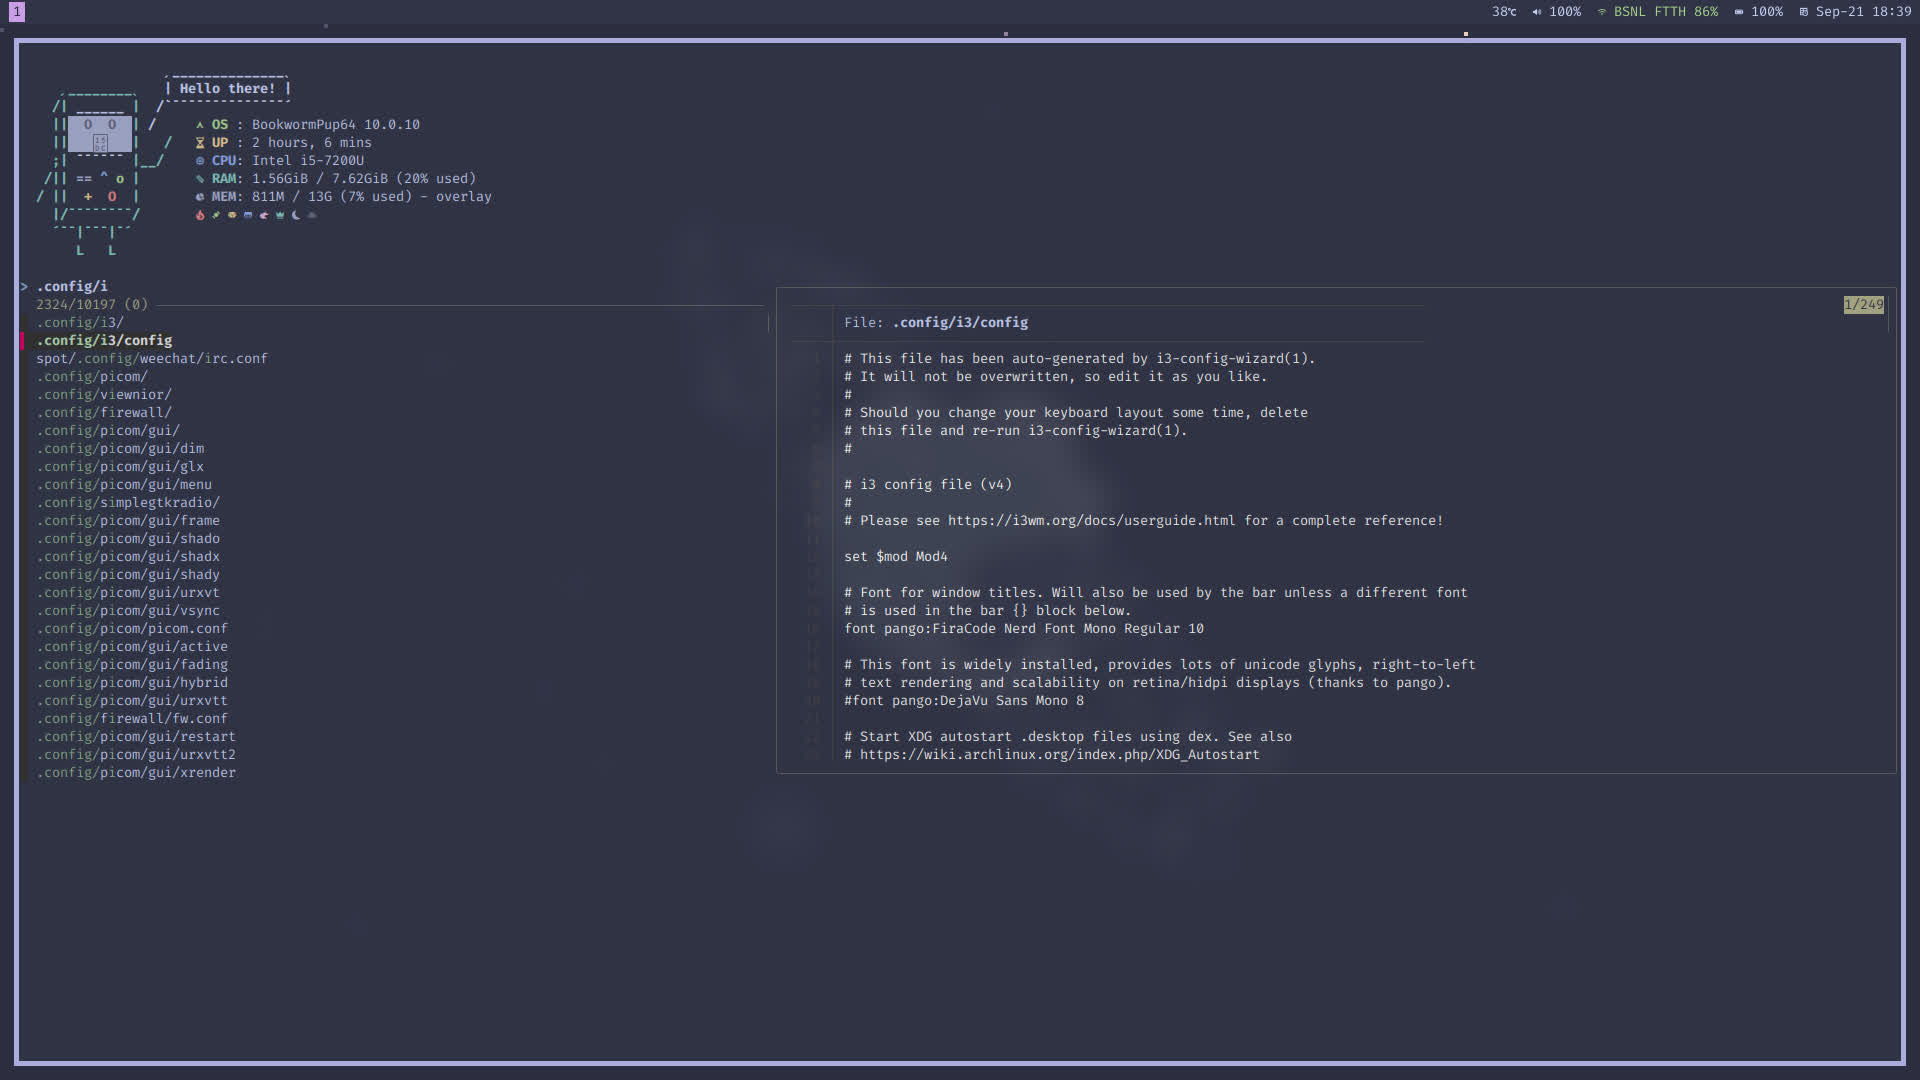 1
38℃ 100% BSNL FTTH 86% 100% Sep-21 18:39
| Hello there! |
OS : BookwormPup64 10.0.10
UP : 2 hours, 6 mins
CPU: Intel i5-7200U
RAM: 1.56GiB / 7.62GiB (20% used)
MEM: 811M / 13G (7% used) - overlay
> .config/i
2324/10197 (0)
.config/i3/
.config/i3/config
spot/.config/weechat/irc.conf
.config/picom/
.config/viewnior/
.config/firewall/
.config/picom/gui/
.config/picom/gui/dim
.config/picom/gui/glx
.config/picom/gui/menu
.config/simplegtkradio/
.config/picom/gui/frame
.config/picom/gui/shado
.config/picom/gui/shadx
.config/picom/gui/shady
.config/picom/gui/urxvt
.config/picom/gui/vsync
.config/picom/picom.conf
.config/picom/gui/active
.config/picom/gui/fading
.config/picom/gui/hybrid
.config/picom/gui/urxvtt
.config/firewall/fw.conf
.config/picom/gui/restart
.config/picom/gui/urxvtt2
.config/picom/gui/xrender
1/249
File: .config/i3/config
# This file has been auto-generated by i3-config-wizard(1).
# It will not be overwritten, so edit it as you like.
#
# Should you change your keyboard layout some time, delete
# this file and re-run i3-config-wizard(1).
#
# i3 config file (v4)
#
# Please see https://i3wm.org/docs/userguide.html for a complete reference!
set $mod Mod4
# Font for window titles. Will also be used by the bar unless a different font
# is used in the bar {} block below.
font pango:FiraCode Nerd Font Mono Regular 10
# This font is widely installed, provides lots of unicode glyphs, right-to-left
# text rendering and scalability on retina/hidpi displays (thanks to pango).
#font pango:DejaVu Sans Mono 8
# Start XDG autostart .desktop files using dex. See also
# https://wiki.archlinux.org/index.php/XDG_Autostart